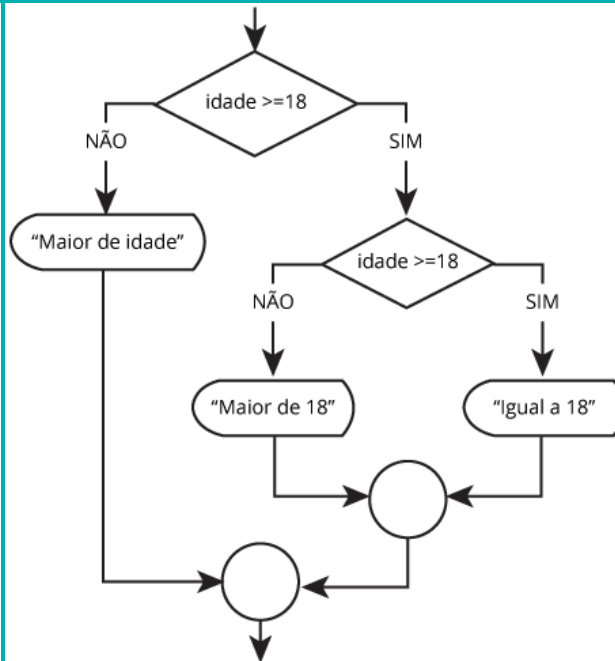 idade >=18
NÃO
SIM
“Maior de idade”
idade >=18
NÃO
SIM
“Maior de 18”
“Igual a 18”